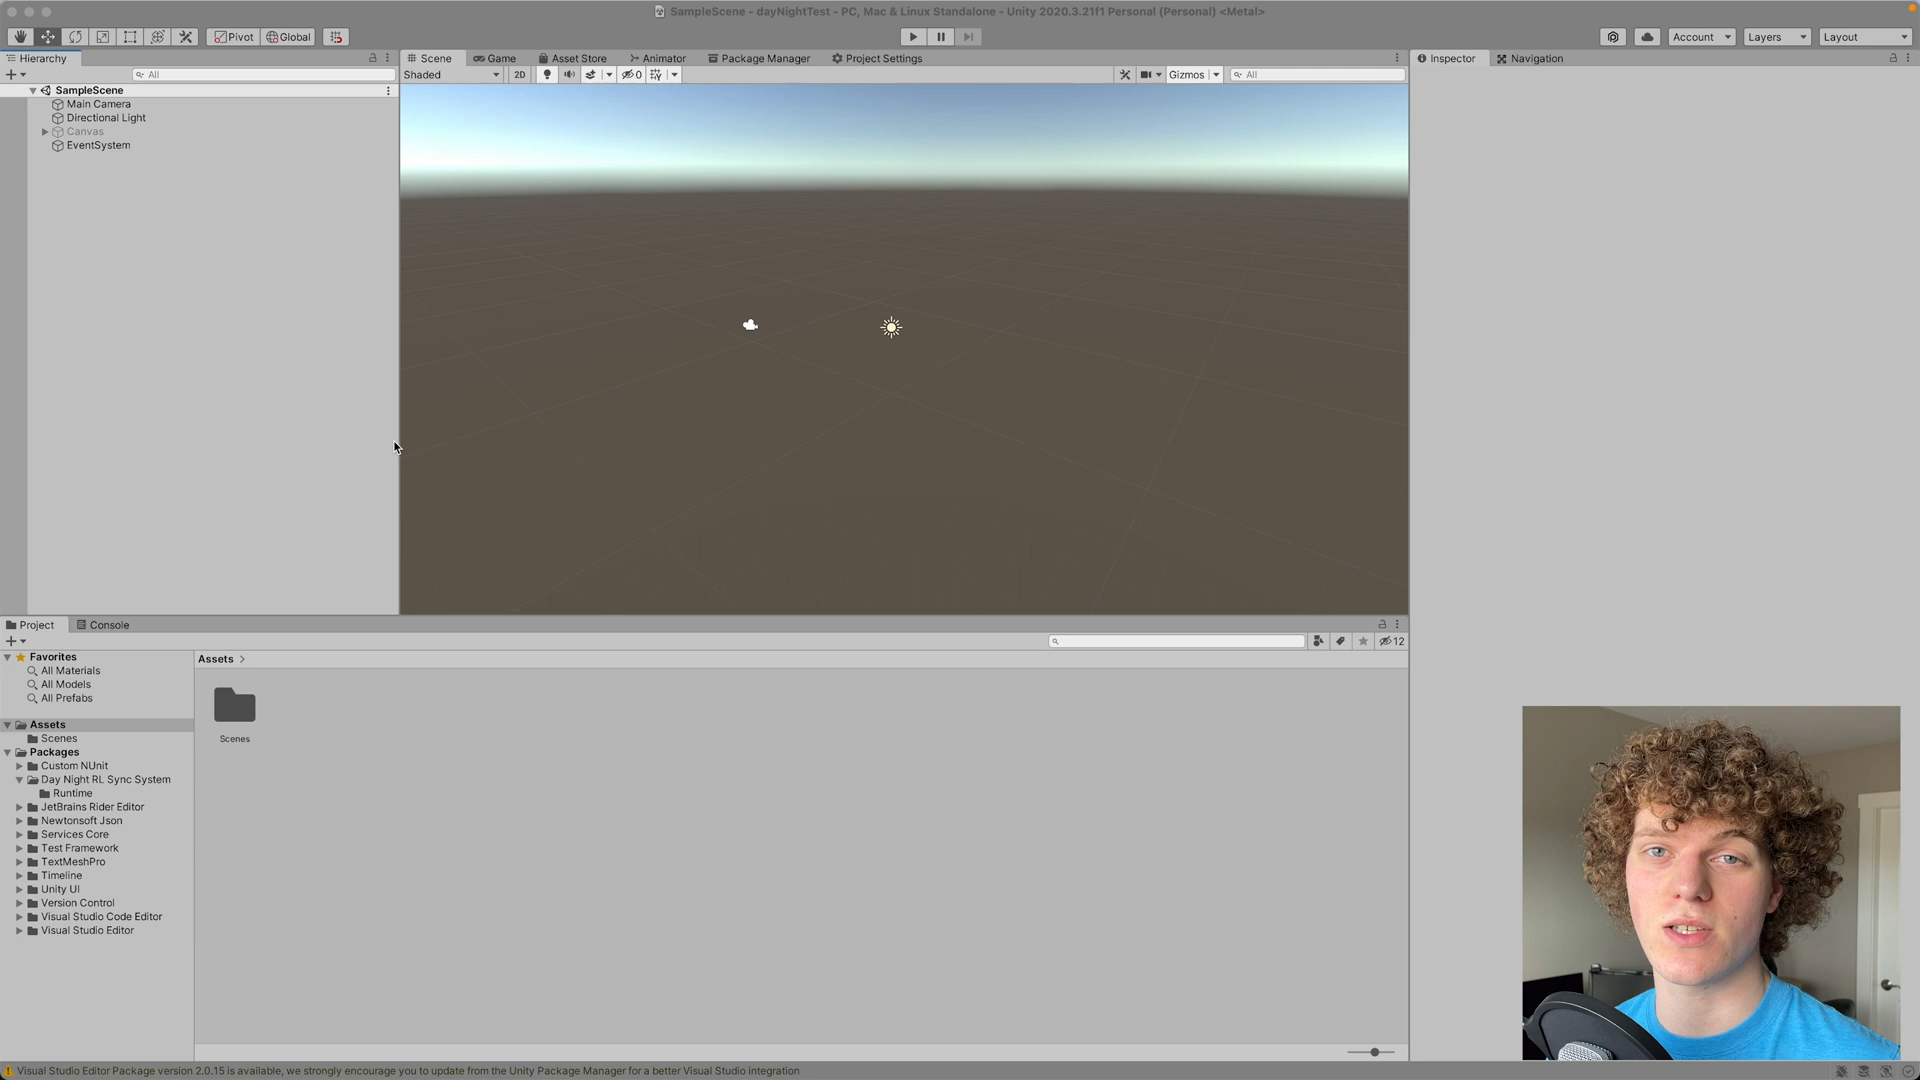 SampleScene - dayNightTest - PC, Mac & Linux Standalone - Unity 2020.3.21f1 Personal (Personal) <Metal>
Pivot Global Account Layers Layout
Hierarchy
All
SampleScene
Main Camera
Directional Light
Canvas
EventSystem
Scene Game Asset Store Animator Package Manager Project Settings
Shaded 2D 0 Gizmos All
Inspector Navigation
Project Console
12
Favorites
All Materials
All Models
All Prefabs
Assets
Scenes
Packages
Custom NUnit
Day Night RL Sync System
Runtime
JetBrains Rider Editor
Newtonsoft Json
Services Core
Test Framework
TextMeshPro
Timeline
Unity UI
Version Control
Visual Studio Code Editor
Visual Studio Editor
Assets >
Scenes
Visual Studio Editor Package version 2.0.15 is available, we strongly encourage you to update from the Unity Package Manager for a better Visual Studio integration